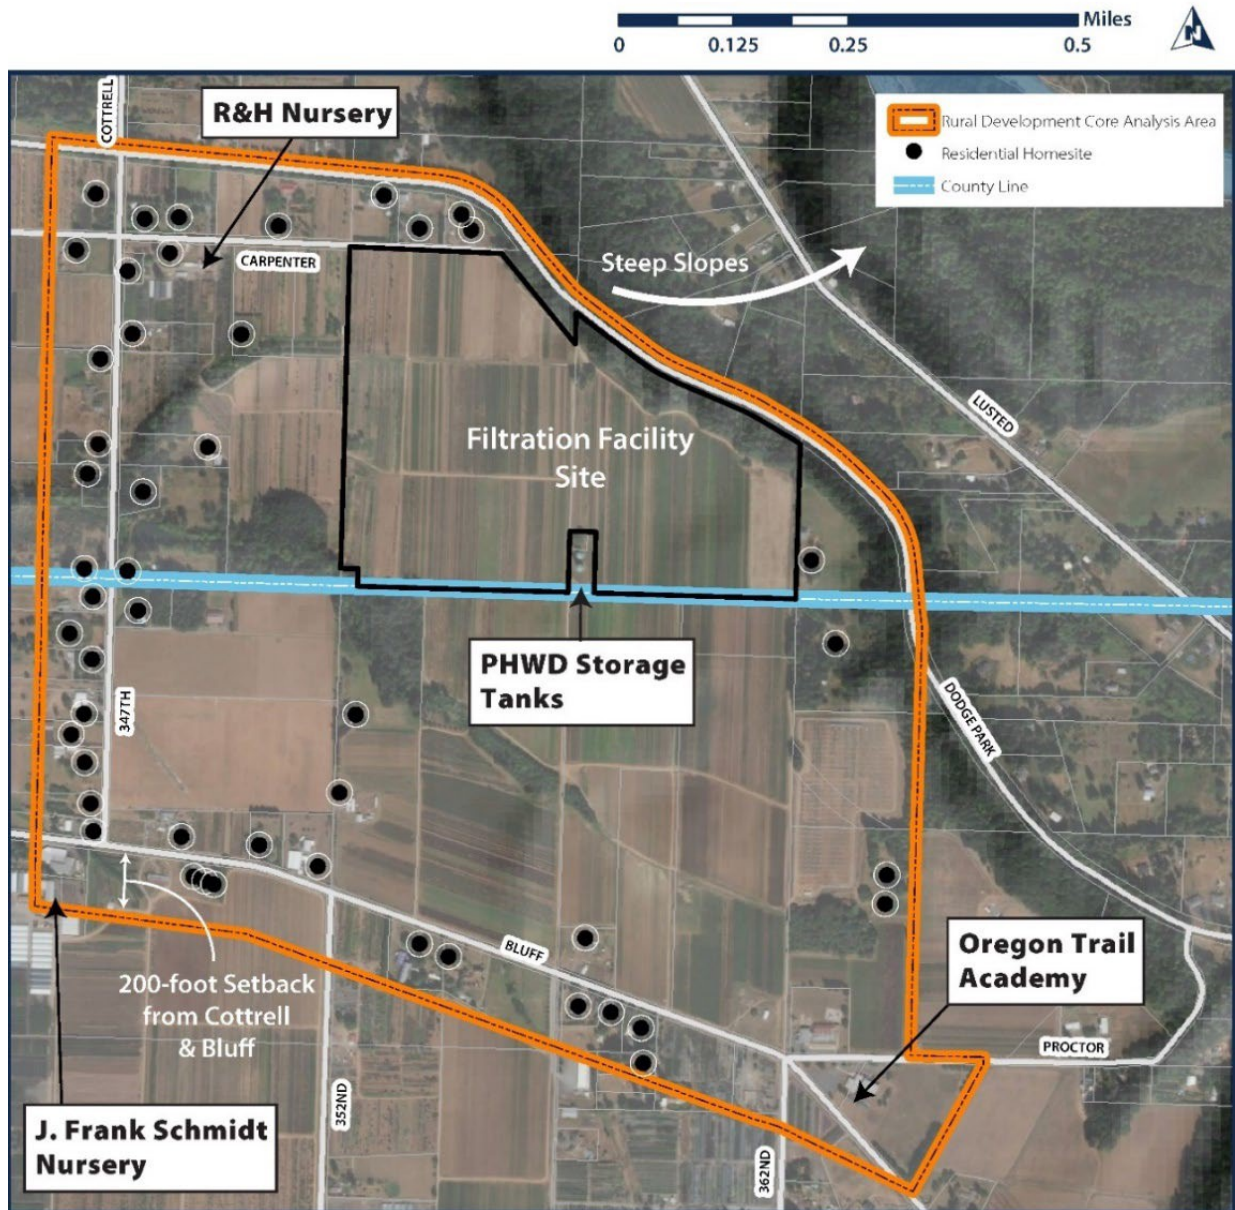 Miles
0
0.125
0.25
0.5
N
COTTRELL
R&H Nursery
Rural Development Core Analysis Area
Residential Homesite
County Line
CARPENTER
Steep Slopes
LUSTED
Filtration Facility
Site
PHWD Storage
Tanks
347TH
DODGE PARK
BLUFF
Oregon Trail
Academy
200-foot Setback
from Cottrell
& Bluff
PROCTOR
J. Frank Schmidt
Nursery
352ND
362ND